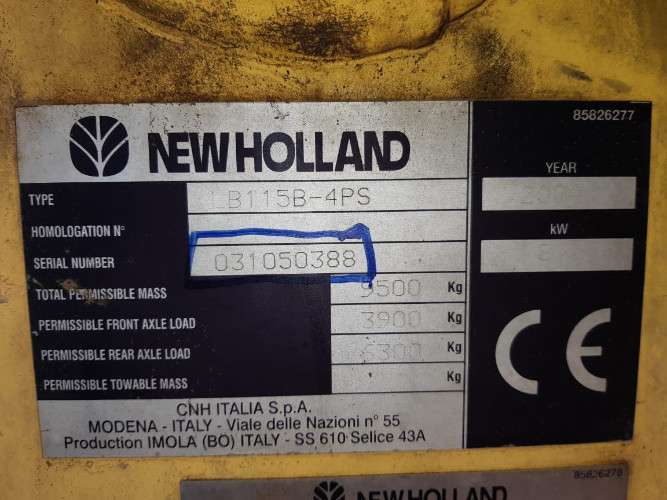 85826277
NEW HOLLAND
TYPE LB115B-4PS
HOMOLOGATION N°
SERIAL NUMBER 031050388
TOTAL PERMISSIBLE MASS 9500 Kg
PERMISSIBLE FRONT AXLE LOAD 3900 Kg
PERMISSIBLE REAR AXLE LOAD 6300 Kg
PERMISSIBLE TOWABLE MASS Kg
YEAR
kW
CE
CNH ITALIA S.p.A.
MODENA - ITALY - Viale delle Nazioni n° 55
Production IMOLA (BO) ITALY - SS 610 Selice 43A
85826278
NEW HOLLAND